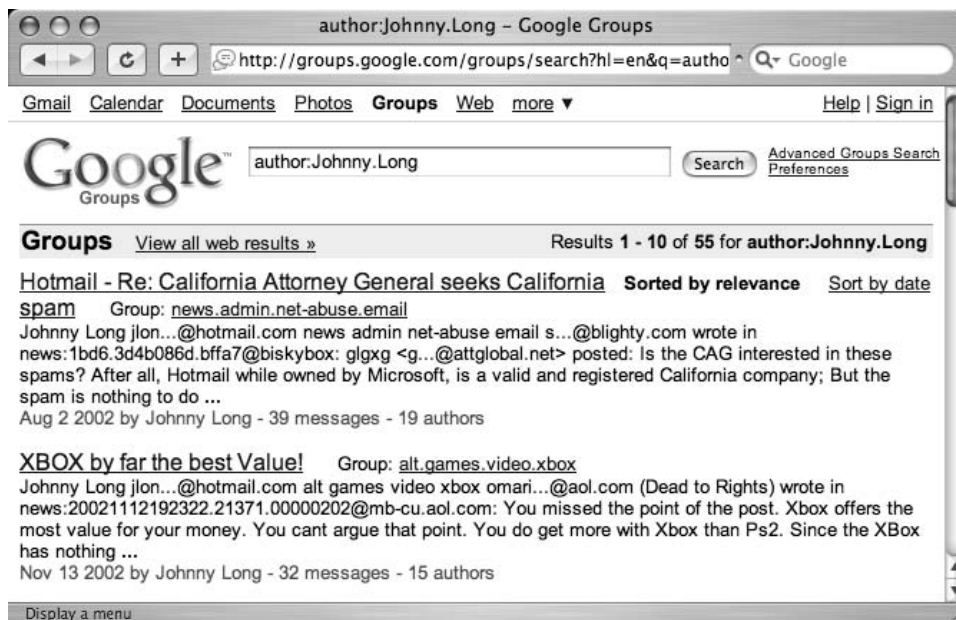 author:Johnny.Long – Google Groups
http://groups.google.com/groups/search?hl=en&q=autho Google
Gmail Calendar Documents Photos Groups Web more ▼ Help | Sign in
Google™ Groups author:Johnny.Long Search Advanced Groups Search
Preferences
Groups View all web results » Results 1 - 10 of 55 for author:Johnny.Long
Hotmail - Re: California Attorney General seeks California Sorted by relevance Sort by date
spam Group: news.admin.net-abuse.email
Johnny Long jlon...@hotmail.com news admin net-abuse email s...@blighty.com wrote in
news:1bd6.3d4b086d.bffa7@biskybox: glgxg <g...@attglobal.net> posted: Is the CAG interested in these
spams? After all, Hotmail while owned by Microsoft, is a valid and registered California company; But the
spam is nothing to do ...
Aug 2 2002 by Johnny Long - 39 messages - 19 authors
XBOX by far the best Value! Group: alt.games.video.xbox
Johnny Long jlon...@hotmail.com alt games video xbox omari...@aol.com (Dead to Rights) wrote in
news:20021112192322.21371.00000202@mb-cu.aol.com: You missed the point of the post. Xbox offers the
most value for your money. You cant argue that point. You do get more with Xbox than Ps2. Since the XBox
has nothing ...
Nov 13 2002 by Johnny Long - 32 messages - 15 authors
Display a menu